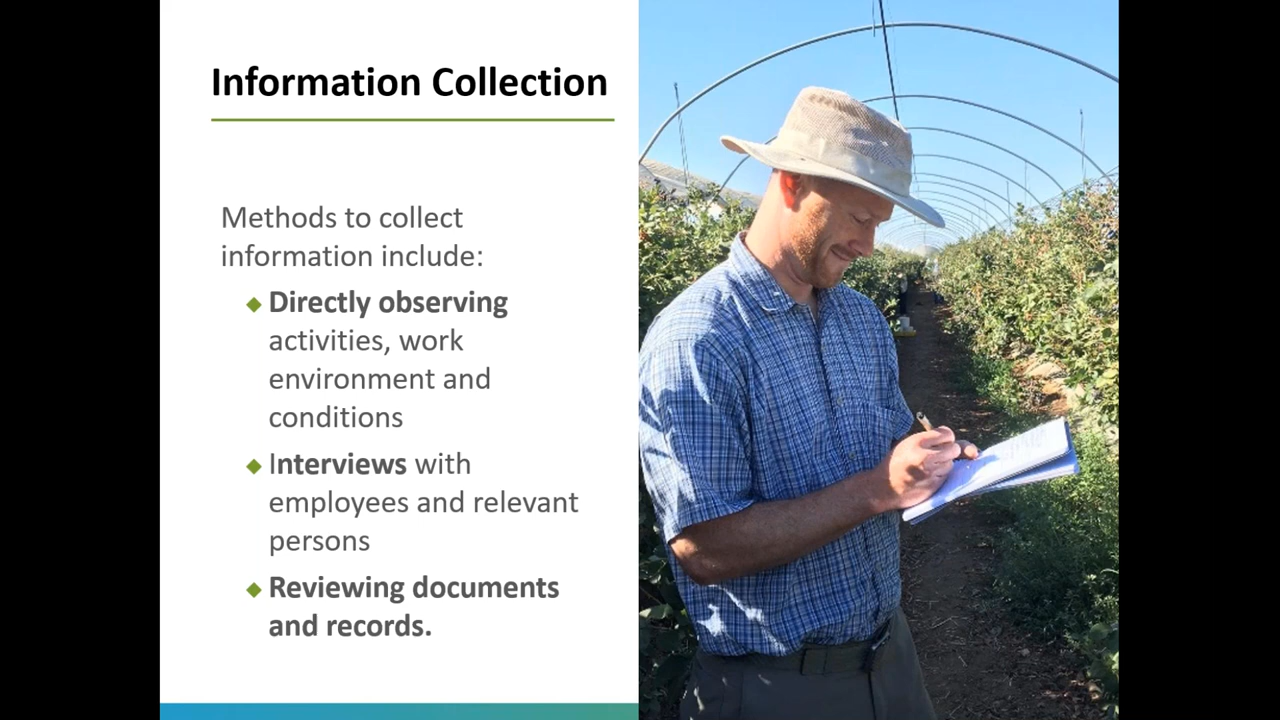 Information Collection
Methods to collect
information include:
Directly observing
activities, work
environment and
conditions
Interviews with
employees and relevant
persons
Reviewing documents
and records.